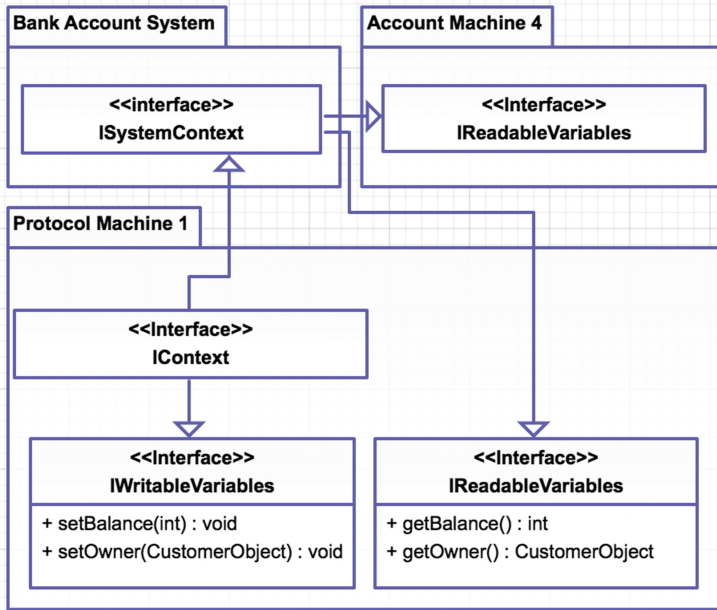 Bank Account System
Account Machine 4
<<interface>>
ISystemContext
<<Interface>>
IReadableVariables
Protocol Machine 1
<<Interface>>
IContext
<<Interface>>
IWritableVariables
+ setBalance(int) : void
+ setOwner(CustomerObject) : void
<<Interface>>
IReadableVariables
+ getBalance() : int
+ getOwner() : CustomerObject